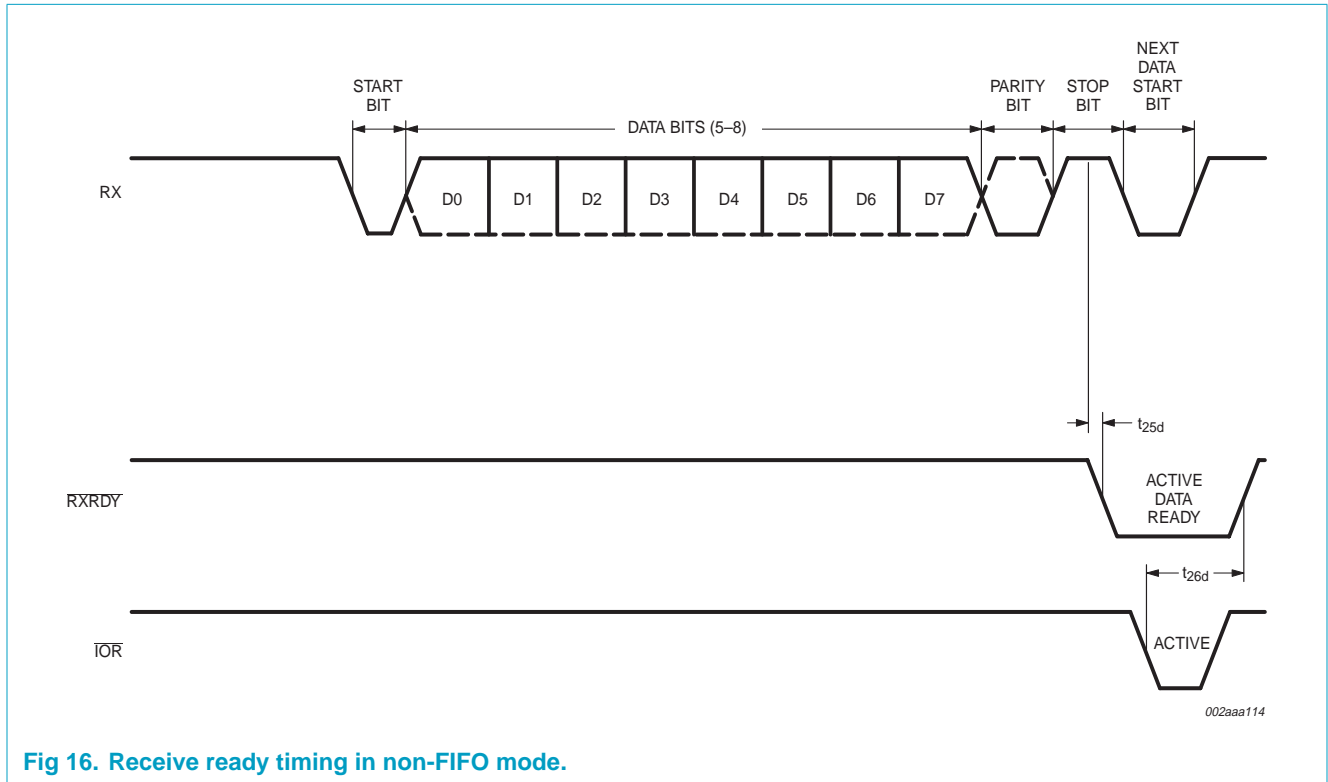 NEXT
DATA
START
BIT
START
BIT
PARITY
BIT
STOP
BIT
DATA BITS (5–8)
RX
D0
D1
D2
D3
D4
D5
D6
D7
t25d
RXRDY
ACTIVE
DATA
READY
t26d
IOR
ACTIVE
002aaa114
Fig 16. Receive ready timing in non-FIFO mode.